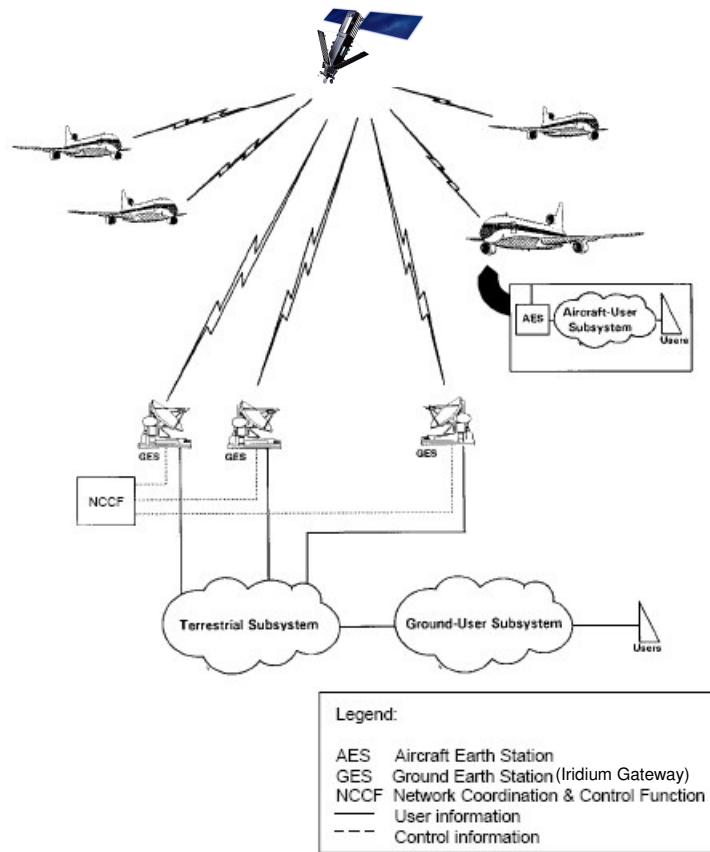 AES
Aircraft-User
Subsystem
Users
GES
GES
GES
NCCF
Terrestrial Subsystem
Ground-User Subsystem
Users
Legend:
AES Aircraft Earth Station
GES Ground Earth Station (Iridium Gateway)
NCCF Network Coordination & Control Function
User information
Control information